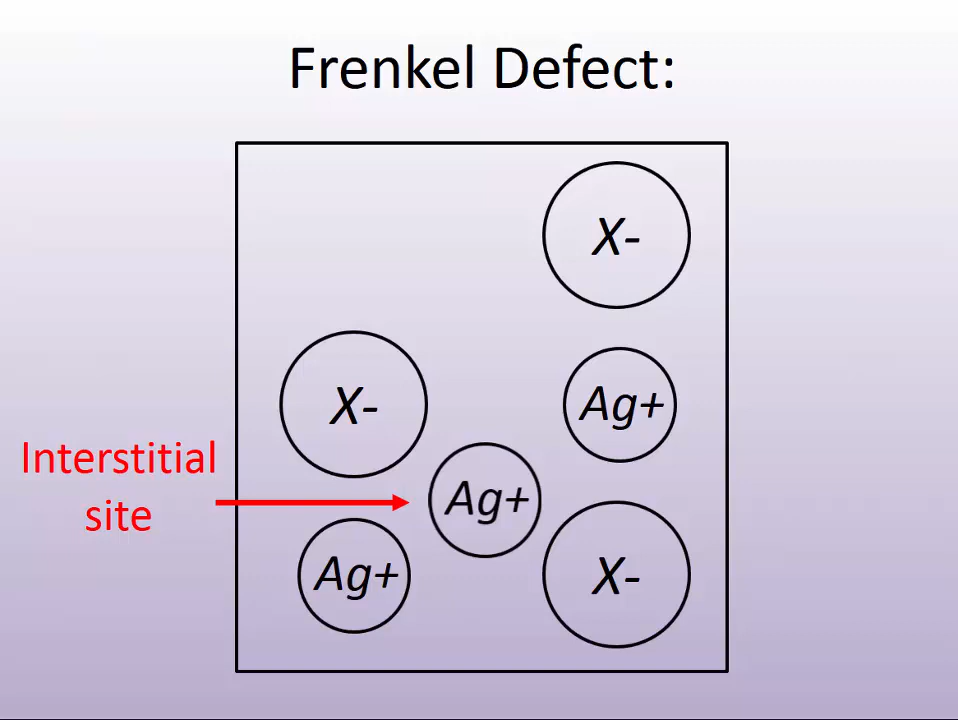 Frenkel Defect:
X-
X-
Ag+
Interstitial
site
Ag+
Ag+
X-